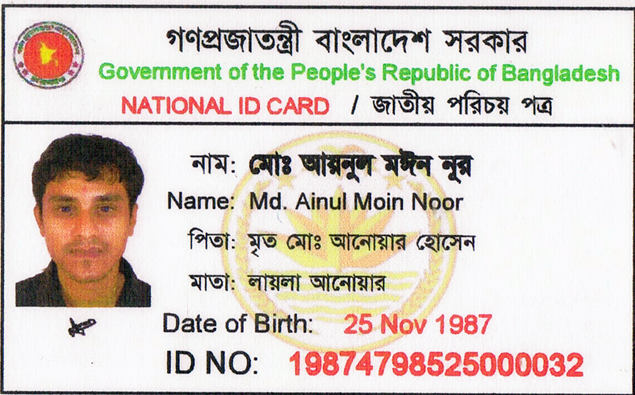 গণপ্রজাতন্ত্রী বাংলাদেশ সরকার
Government of the People's Republic of Bangladesh
NATIONAL ID CARD / জাতীয় পরিচয় পত্র
নাম: মোঃ আয়নুল মঈন নূর
Name: Md. Ainul Moin Noor
পিতা: মৃত মোঃ আনোয়ার হোসেন
মাতা: লায়লা আনোয়ার
Date of Birth: 25 Nov 1987
ID NO: 19874798525000032